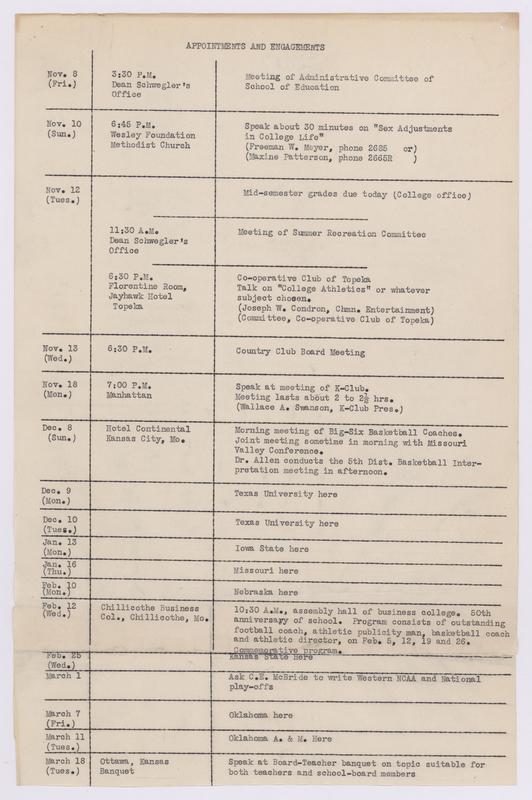 APPOINTMENTS AND ENGAGEMENTS
Nov. 8 3:30 P.M. Meeting of Administrative Committee of
(Fri.) Dean Schwegler's School of Education
Office
Nov. 10 6:45 P.M. Speak about 30 minutes on "Sex Adjustments
(Sun.) Wesley Foundation in College Life"
Methodist Church (Freeman W. Meyer, phone 2685 or)
(Maxine Patterson, phone 2665R )
Nov. 12 Mid-semester grades due today (College office)
(Tues.)
11:30 A.M. Meeting of Summer Recreation Committee
Dean Schwegler's
Office
6:30 P.M. Co-operative Club of Topeka
Florentine Room, Talk on "College Athletics" or whatever
Jayhawk Hotel subject chosen.
Topeka (Joseph W. Condron, Chmn. Entertainment)
(Committee, Co-operative Club of Topeka)
Nov. 13 6:30 P.M. Country Club Board Meeting
(Wed.)
Nov. 18 7:00 P.M. Speak at meeting of K-Club.
(Mon.) Manhattan Meeting lasts about 2 to 2½ hrs.
(Wallace A. Swanson, K-Club Pres.)
Dec. 8 Hotel Continental Morning meeting of Big-Six Basketball Coaches.
(Sun.) Kansas City, Mo. Joint meeting sometime in morning with Missouri
Valley Conference.
Dr. Allen conducts the 5th Dist. Basketball Inter-
pretation meeting in afternoon.
Dec. 9 Texas University here
(Mon.)
Dec. 10 Texas University here
(Tues.)
Jan. 13 Iowa State here
(Mon.)
Jan. 16 Missouri here
(Thu.)
Feb. 10 Nebraska here
(Mon.)
Feb. 12 Chillicothe Business 10:30 A.M., assembly hall of business college. 50th
(Wed.) Col., Chillicothe, Mo. anniversary of school. Program consists of outstanding
football coach, athletic publicity man, basketball coach
and athletic director, on Feb. 5, 12, 19 and 26.
Commemorative program.
Feb. 25 Kansas State here
(Wed.)
March 1 Ask C.E. McBride to write Western NCAA and National
play-offs
March 7 Oklahoma here
(Fri.)
March 11 Oklahoma A. & M. Here
(Tues.)
March 18 Ottawa, Kansas Speak at Board-Teacher banquet on topic suitable for
(Tues.) Banquet both teachers and school-board members